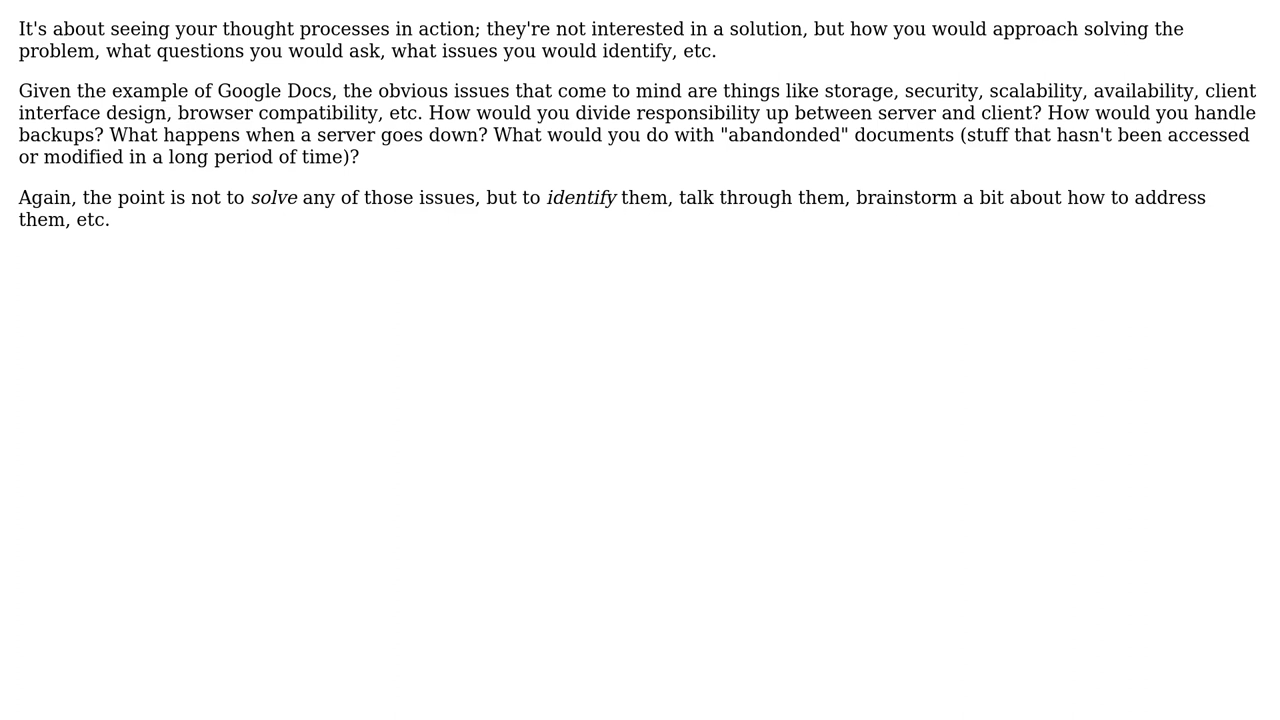 It's about seeing your thought processes in action; they're not interested in a solution, but how you would approach solving the
problem, what questions you would ask, what issues you would identify, etc.
Given the example of Google Docs, the obvious issues that come to mind are things like storage, security, scalability, availability, client
interface design, browser compatibility, etc. How would you divide responsibility up between server and client? How would you handle
backups? What happens when a server goes down? What would you do with "abandonded" documents (stuff that hasn't been accessed
or modified in a long period of time)?
Again, the point is not to solve any of those issues, but to identify them, talk through them, brainstorm a bit about how to address
them, etc.